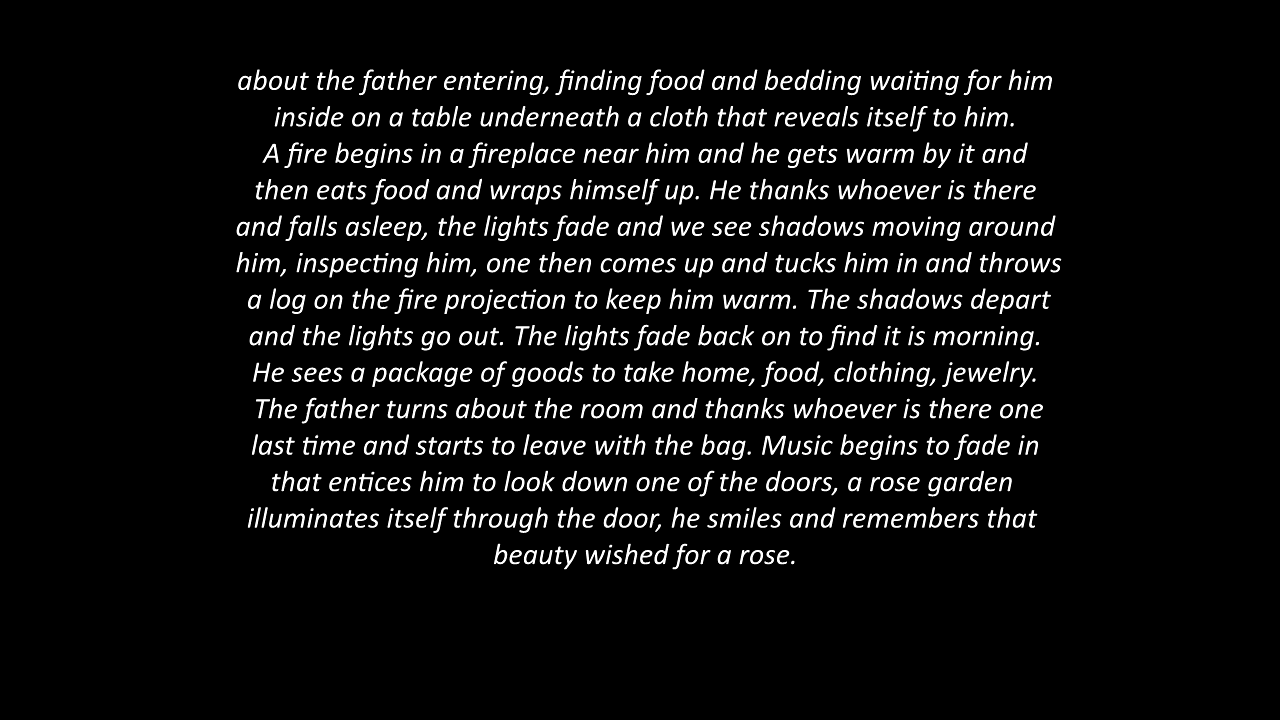 about the father entering, finding food and bedding waiting for him
inside on a table underneath a cloth that reveals itself to him.
A fire begins in a fireplace near him and he gets warm by it and
then eats food and wraps himself up. He thanks whoever is there
and falls asleep, the lights fade and we see shadows moving around
him, inspecting him, one then comes up and tucks him in and throws
a log on the fire projection to keep him warm. The shadows depart
and the lights go out. The lights fade back on to find it is morning.
He sees a package of goods to take home, food, clothing, jewelry.
The father turns about the room and thanks whoever is there one
last time and starts to leave with the bag. Music begins to fade in
that entices him to look down one of the doors, a rose garden
illuminates itself through the door, he smiles and remembers that
beauty wished for a rose.